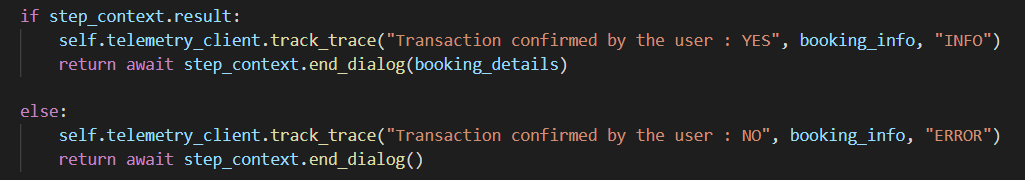 if step_context.result:
    self.telemetry_client.track_trace("Transaction confirmed by the user : YES", booking_info, "INFO")
    return await step_context.end_dialog(booking_details)

else:
    self.telemetry_client.track_trace("Transaction confirmed by the user : NO", booking_info, "ERROR")
    return await step_context.end_dialog()